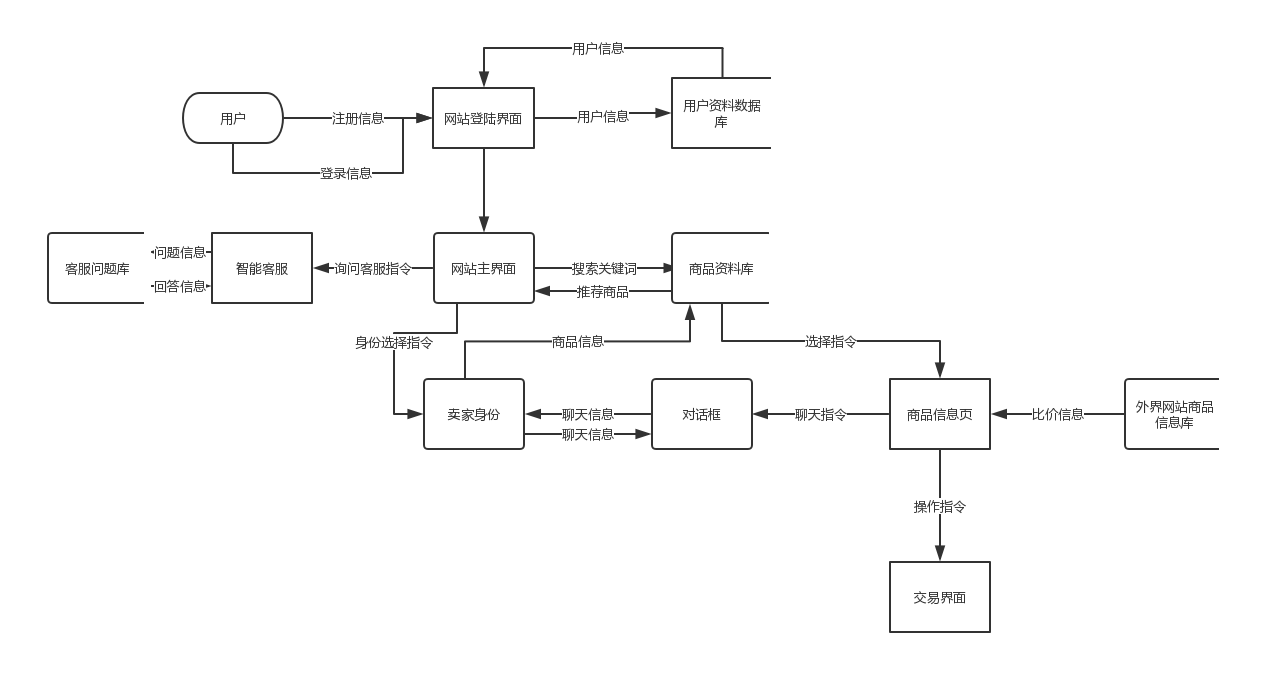 用户信息
用户
注册信息
网站登陆界面
用户信息
用户资料数据
库
登录信息
客服问题库
问题信息
回答信息
智能客服
询问客服指令
网站主界面
搜索关键词
推荐商品
商品资料库
身份选择指令
商品信息
选择指令
卖家身份
聊天信息
聊天信息
对话框
聊天指令
商品信息页
比价信息
外界网站商品
信息库
操作指令
交易界面